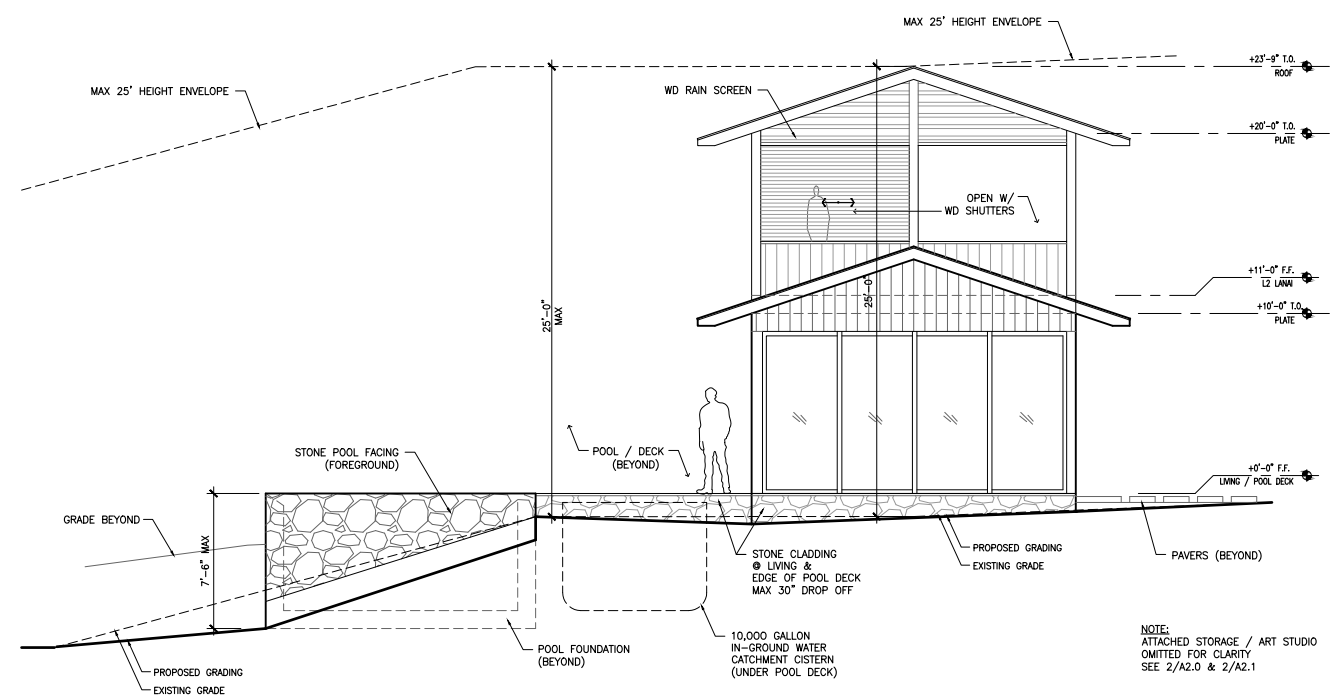 MAX 25' HEIGHT ENVELOPE
+23'-9" T.O.
ROOF
MAX 25' HEIGHT ENVELOPE
WD RAIN SCREEN
+20'-0" T.O.
PLATE
OPEN W/
WD SHUTTERS
+11'-0" F.F.
L2 LANAI
+10'-0" T.O.
PLATE
25'-0"
MAX
25'-0"
STONE POOL FACING
(FOREGROUND)
POOL / DECK
(BEYOND)
+0'-0" F.F.
LIVING / POOL DECK
GRADE BEYOND
7'-6" MAX
STONE CLADDING
@ LIVING &
EDGE OF POOL DECK
MAX 30" DROP OFF
PROPOSED GRADING
EXISTING GRADE
PAVERS (BEYOND)
10,000 GALLON
IN-GROUND WATER
CATCHMENT CISTERN
(UNDER POOL DECK)
POOL FOUNDATION
(BEYOND)
PROPOSED GRADING
EXISTING GRADE
NOTE:
ATTACHED STORAGE / ART STUDIO
OMITTED FOR CLARITY
SEE 2/A2.0 & 2/A2.1